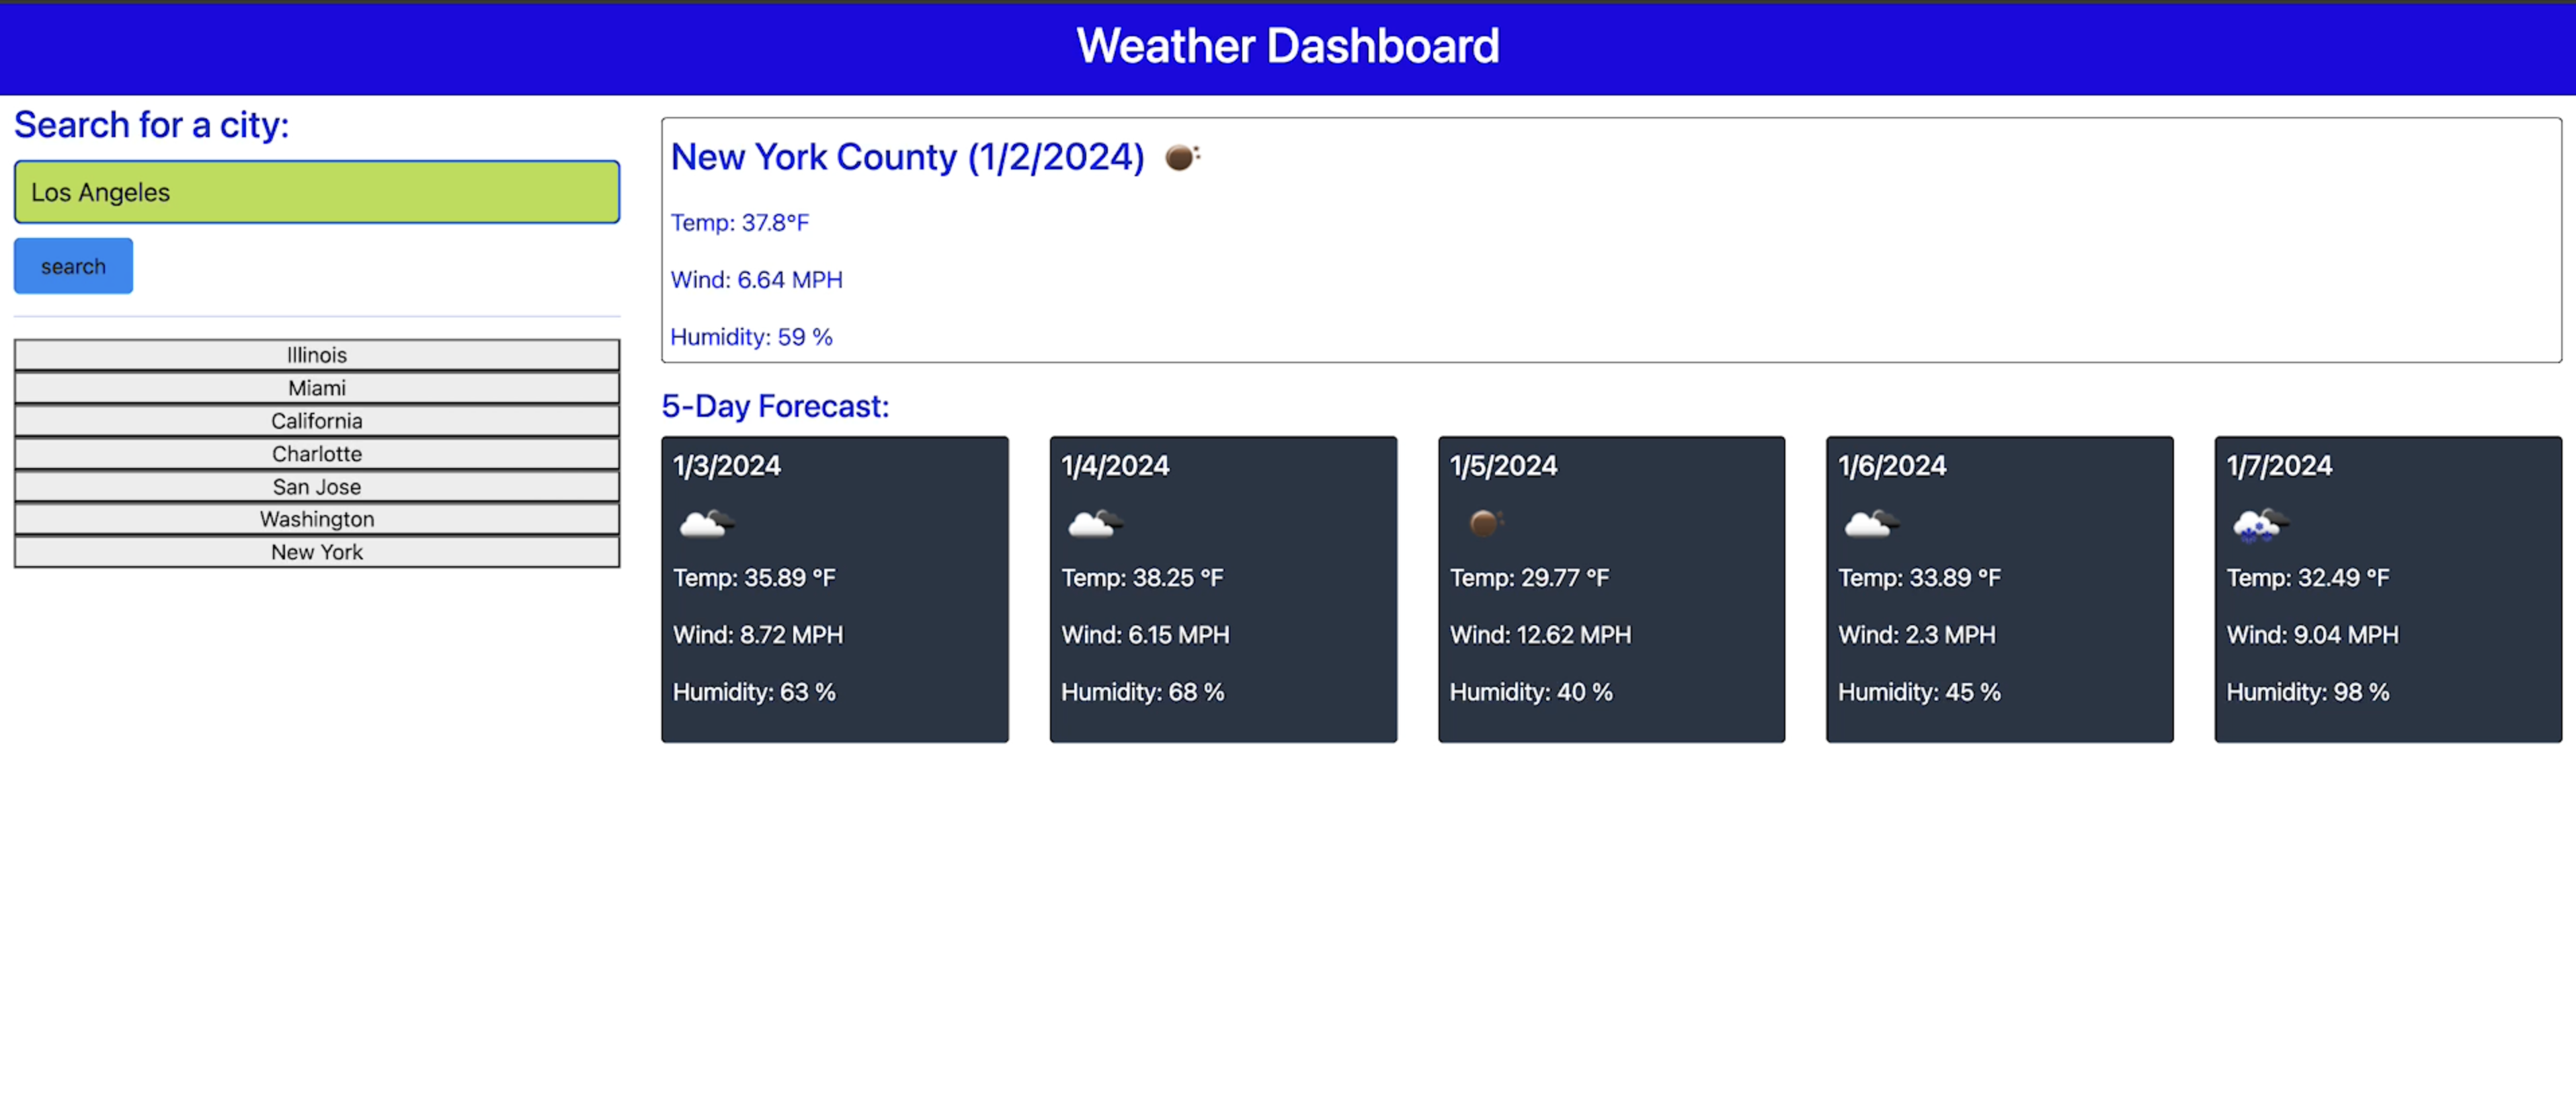 Weather Dashboard
Search for a city:
Los Angeles
search
Illinois
Miami
California
Charlotte
San Jose
Washington
New York
New York County (1/2/2024)
Temp: 37.8°F
Wind: 6.64 MPH
Humidity: 59 %
5-Day Forecast:
1/3/2024
Temp: 35.89 °F
Wind: 8.72 MPH
Humidity: 63 %
1/4/2024
Temp: 38.25 °F
Wind: 6.15 MPH
Humidity: 68 %
1/5/2024
Temp: 29.77 °F
Wind: 12.62 MPH
Humidity: 40 %
1/6/2024
Temp: 33.89 °F
Wind: 2.3 MPH
Humidity: 45 %
1/7/2024
Temp: 32.49 °F
Wind: 9.04 MPH
Humidity: 98 %